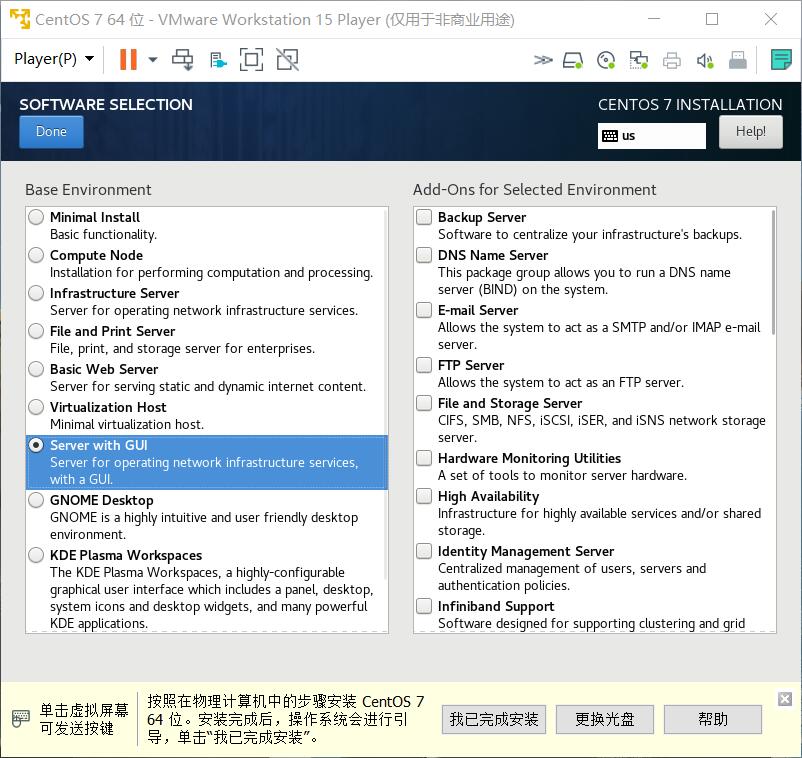 CentOS 7 64 位 - VMware Workstation 15 Player (仅用于非商业用途)
Player(P)
SOFTWARE SELECTION
CENTOS 7 INSTALLATION
Done
us
Help!
Base Environment
Minimal Install
Basic functionality.
Compute Node
Installation for performing computation and processing.
Infrastructure Server
Server for operating network infrastructure services.
File and Print Server
File, print, and storage server for enterprises.
Basic Web Server
Server for serving static and dynamic internet content.
Virtualization Host
Minimal virtualization host.
Server with GUI
Server for operating network infrastructure services,
with a GUI.
GNOME Desktop
GNOME is a highly intuitive and user friendly desktop
environment.
KDE Plasma Workspaces
The KDE Plasma Workspaces, a highly-configurable
graphical user interface which includes a panel, desktop,
system icons and desktop widgets, and many powerful
KDE applications.
Add-Ons for Selected Environment
Backup Server
Software to centralize your infrastructure's backups.
DNS Name Server
This package group allows you to run a DNS name
server (BIND) on the system.
E-mail Server
Allows the system to act as a SMTP and/or IMAP e-mail
server.
FTP Server
Allows the system to act as an FTP server.
File and Storage Server
CIFS, SMB, NFS, iSCSI, iSER, and iSNS network storage
server.
Hardware Monitoring Utilities
A set of tools to monitor server hardware.
High Availability
Infrastructure for highly available services and/or shared
storage.
Identity Management Server
Centralized management of users, servers and
authentication policies.
Infiniband Support
Software designed for supporting clustering and grid
单击虚拟屏幕
可发送按键
按照在物理计算机中的步骤安装 CentOS 7
64 位。安装完成后，操作系统会进行引
导，单击“我已完成安装”。
我已完成安装
更换光盘
帮助